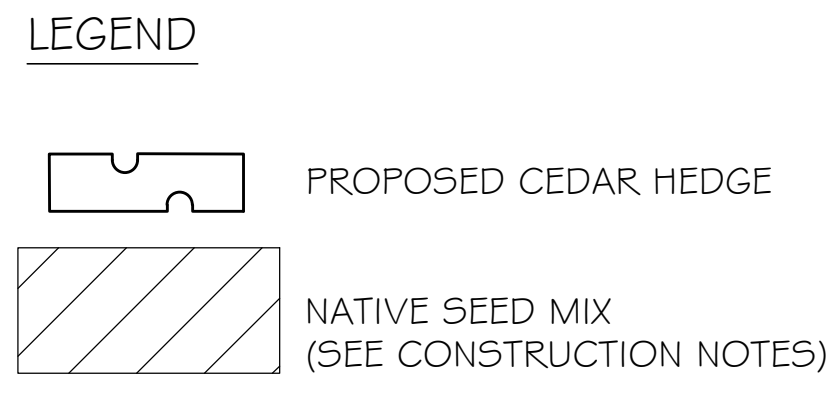 LEGEND
PROPOSED CEDAR HEDGE
NATIVE SEED MIX
(SEE CONSTRUCTION NOTES)